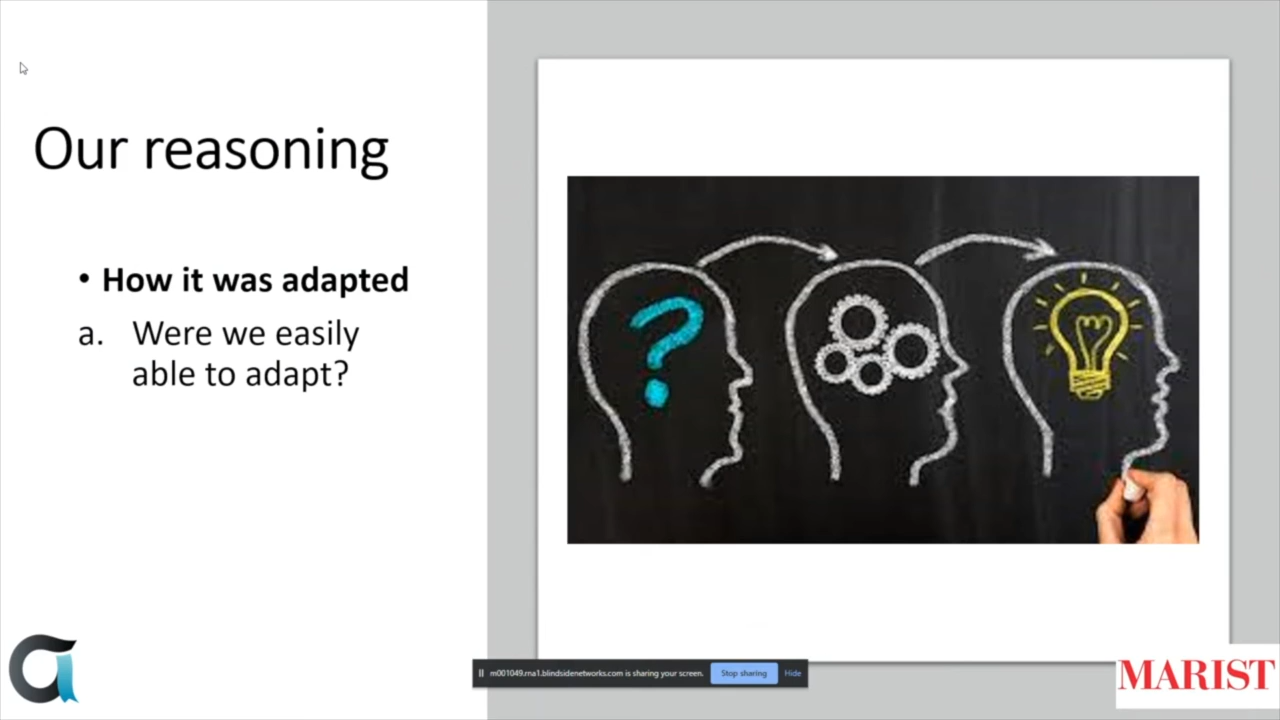 Our reasoning
• How it was adapted
a. Were we easily
able to adapt?
?
m001049.rna1.blindsidenetworks.com is sharing your screen. Stop sharing Hide
MARIST